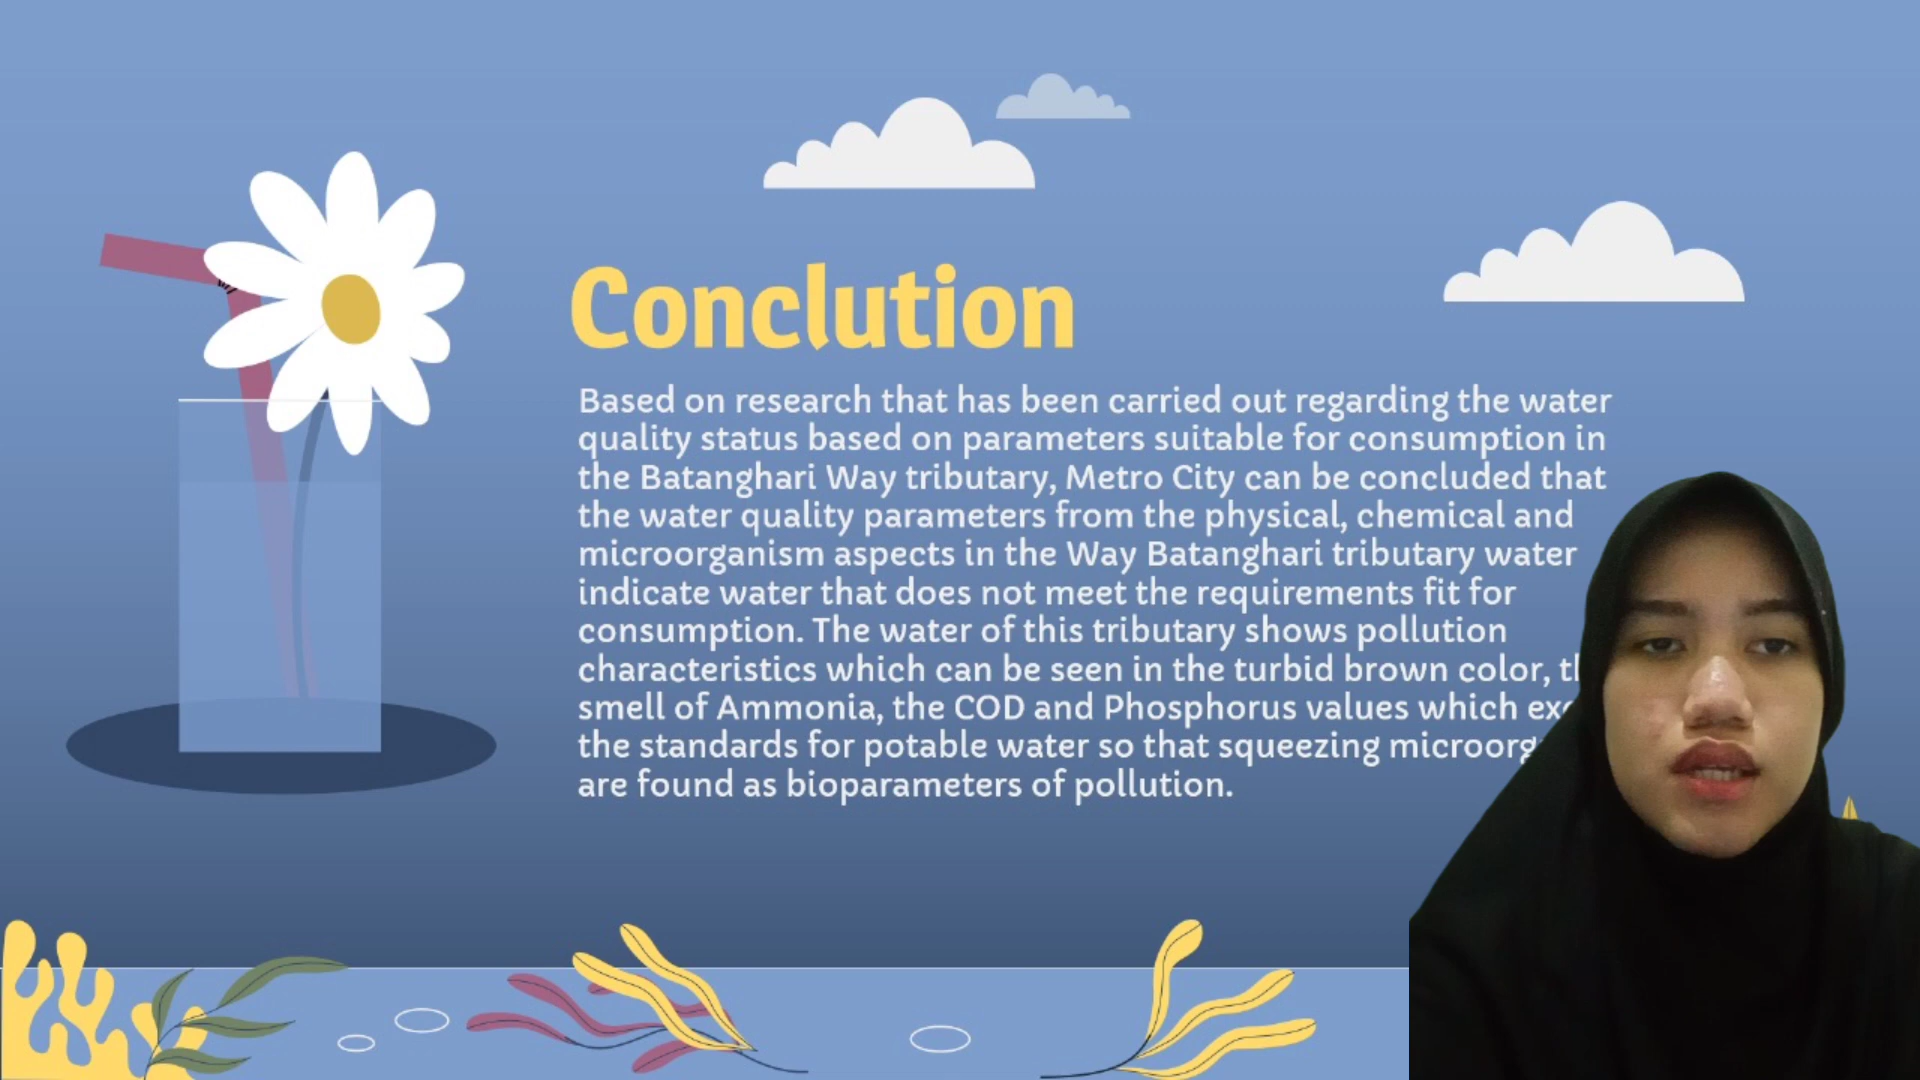 Conclution
Based on research that has been carried out regarding the water
quality status based on parameters suitable for consumption in
the Batanghari Way tributary, Metro City can be concluded that
the water quality parameters from the physical, chemical and
microorganism aspects in the Way Batanghari tributary water
indicate water that does not meet the requirements fit for
consumption. The water of this tributary shows pollution
characteristics which can be seen in the turbid brown color,
smell of Ammonia, the COD and Phosphorus values which
the standards for potable water so that squeezing
are found as bioparameters of pollution.